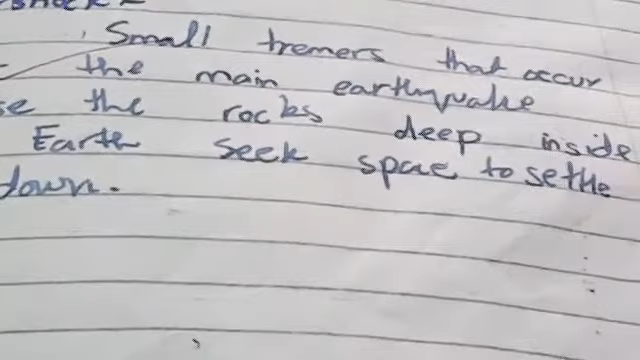 Small tremers that occur
the main earthquake
the rocks deep inside
Earth seek space to settle
down.